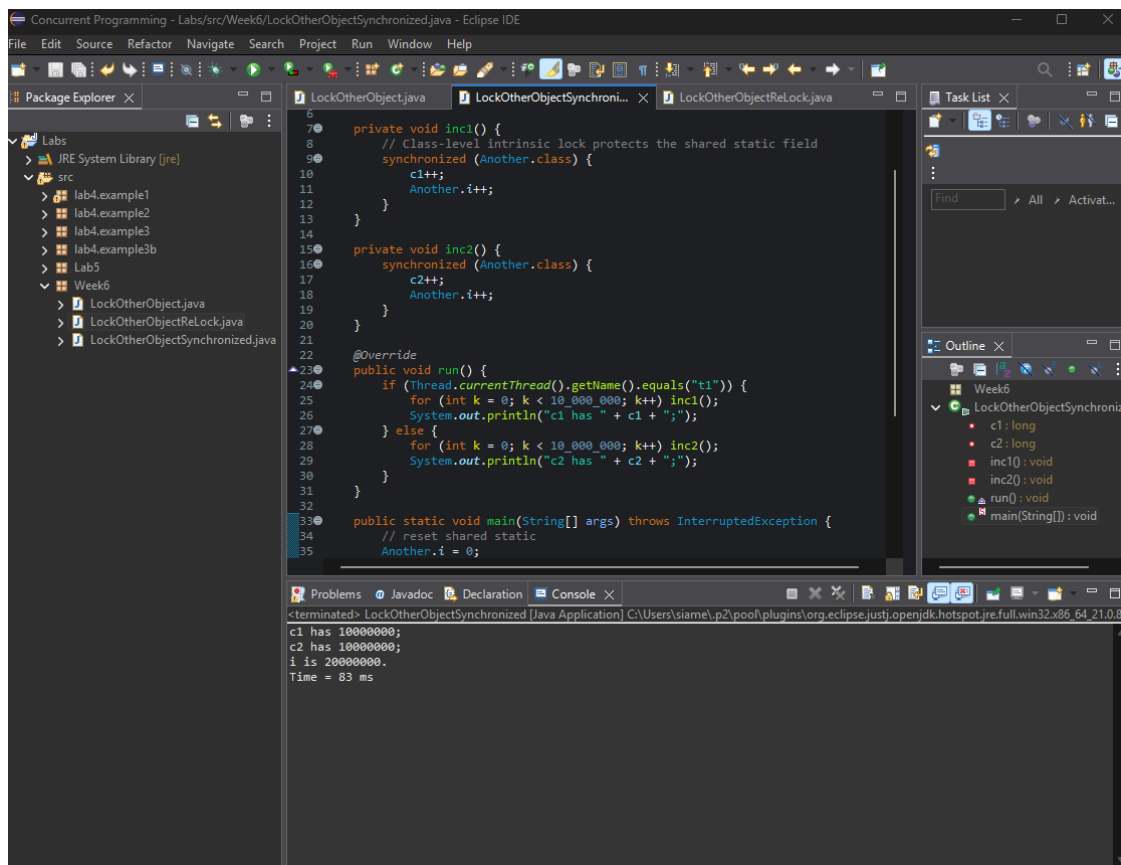 Concurrent Programming - Labs/src/Week6/LockOtherObjectSynchronized.java - Eclipse IDE
File Edit Source Refactor Navigate Search Project Run Window Help
Package Explorer
Labs
JRE System Library [jre]
src
lab4.example1
lab4.example2
lab4.example3
lab4.example3b
Lab5
Week6
LockOtherObject.java
LockOtherObjectReLock.java
LockOtherObjectSynchronized.java
LockOtherObject.java LockOtherObjectSynchroni... LockOtherObjectReLock.java
6
7 private void inc1() {
8 // Class-level intrinsic lock protects the shared static field
9 synchronized (Another.class) {
10 c1++;
11 Another.i++;
12 }
13 }
14
15 private void inc2() {
16 synchronized (Another.class) {
17 c2++;
18 Another.i++;
19 }
20 }
21
22 @Override
23 public void run() {
24 if (Thread.currentThread().getName().equals("t1")) {
25 for (int k = 0; k < 10_000_000; k++) inc1();
26 System.out.println("c1 has " + c1 + ";");
27 } else {
28 for (int k = 0; k < 10_000_000; k++) inc2();
29 System.out.println("c2 has " + c2 + ";");
30 }
31 }
32
33 public static void main(String[] args) throws InterruptedException {
34 // reset shared static
35 Another.i = 0;
Task List
Find All Activat...
Outline
Week6
LockOtherObjectSynchroniz
c1 : long
c2 : long
inc1() : void
inc2() : void
run() : void
main(String[]) : void
Problems Javadoc Declaration Console
<terminated> LockOtherObjectSynchronized [Java Application] C:\Users\siame\.p2\pool\plugins\org.eclipse.justj.openjdk.hotspot.jre.full.win32.x86_64_21.0.8
c1 has 10000000;
c2 has 10000000;
i is 20000000.
Time = 83 ms